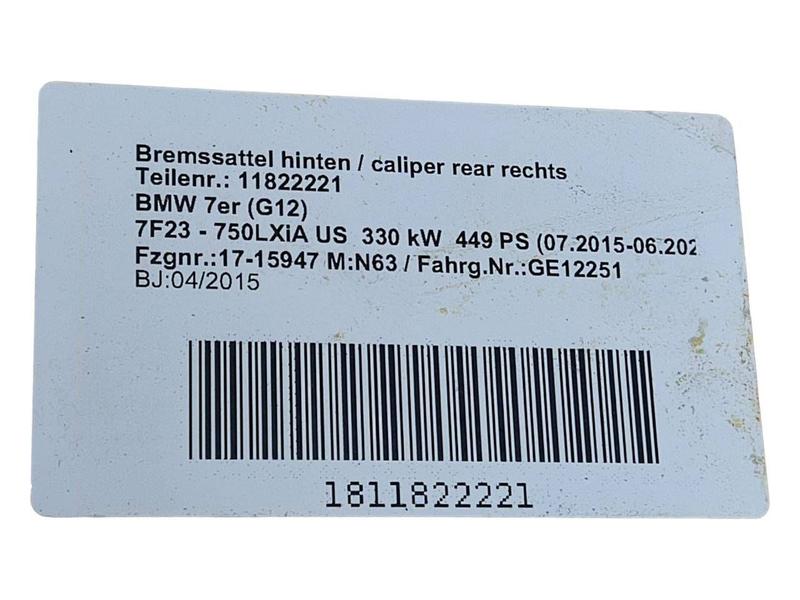 Bremssattel hinten / caliper rear rechts
Teilenr.: 11822221
BMW 7er (G12)
7F23 - 750LXiA US  330 kW  449 PS (07.2015-06.202
Fzgnr.:17-15947 M:N63 / Fahrg.Nr.:GE12251
BJ:04/2015
1811822221